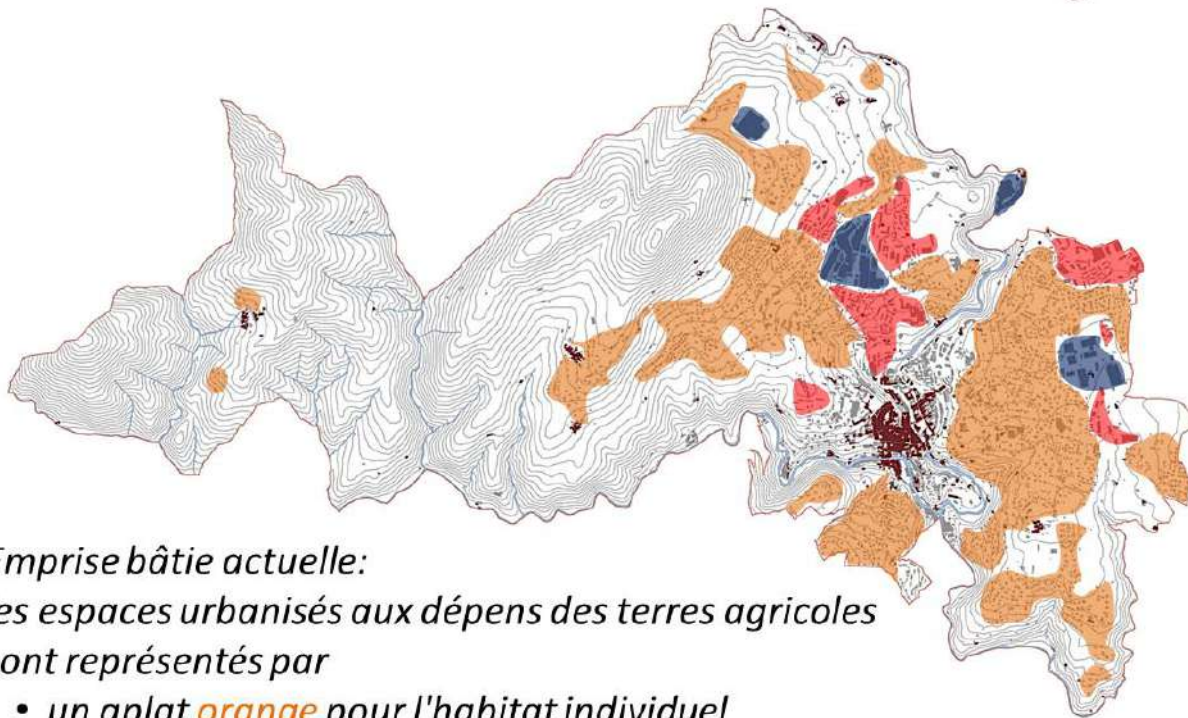 Emprise bâtie actuelle:
es espaces urbanisés aux dépens des terres agricoles
ont représentés par
• un aplat orange pour l'habitat individuel